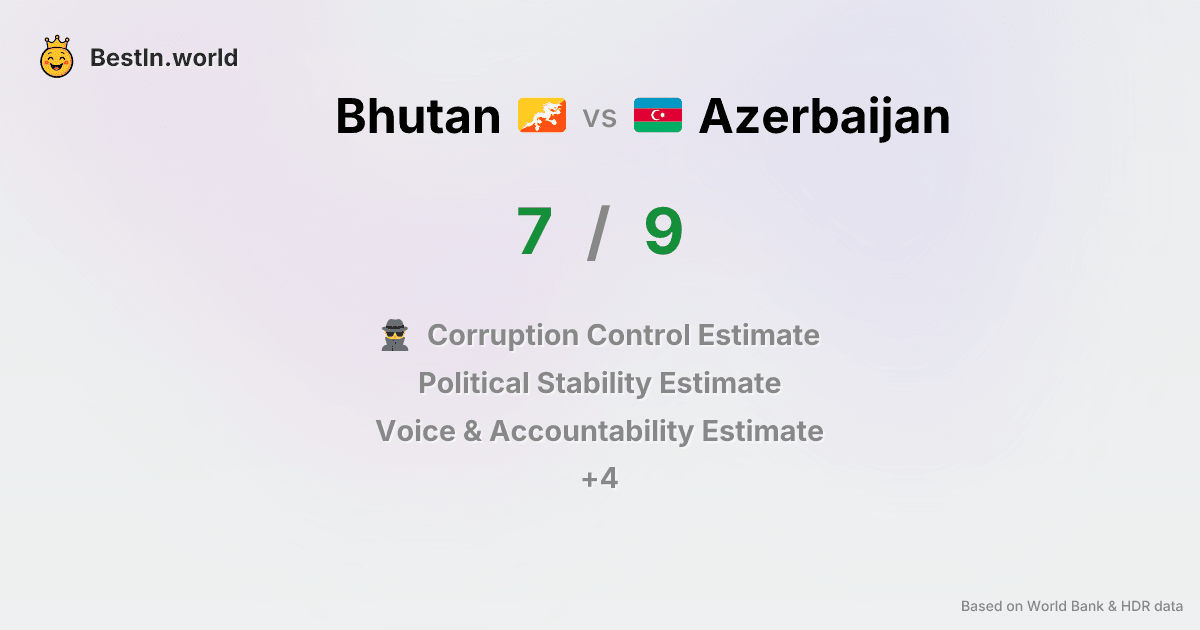 BestIn.world
Bhutan vs Azerbaijan
7 / 9
Corruption Control Estimate
Political Stability Estimate
Voice & Accountability Estimate
+4
Based on World Bank & HDR data